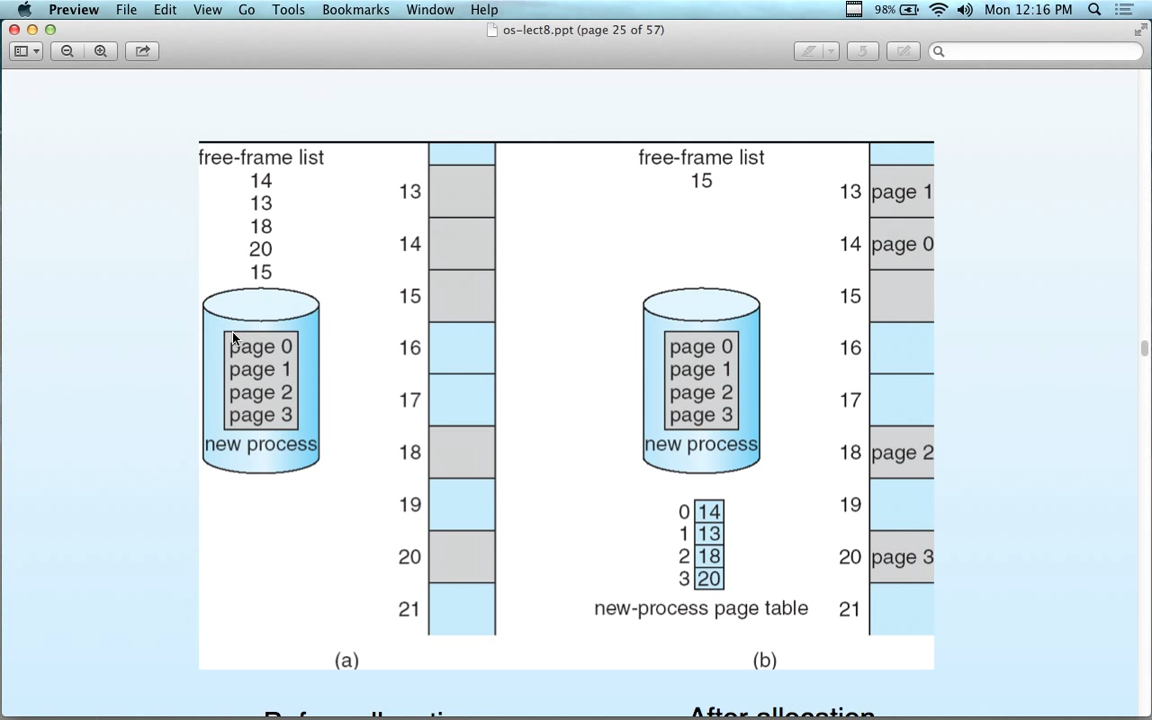 Preview File Edit View Go Tools Bookmarks Window Help 98% Mon 12:16 PM
os-lect8.ppt (page 25 of 57)
free-frame list
14
13
18
20
15
13
14
15
16
17
18
19
20
21
page 0
page 1
page 2
page 3
new process
(a)
free-frame list
15
13 page 1
14 page 0
15
16
17
18 page 2
19
20 page 3
21
page 0
page 1
page 2
page 3
new process
0 14
1 13
2 18
3 20
new-process page table
(b)
After allocation